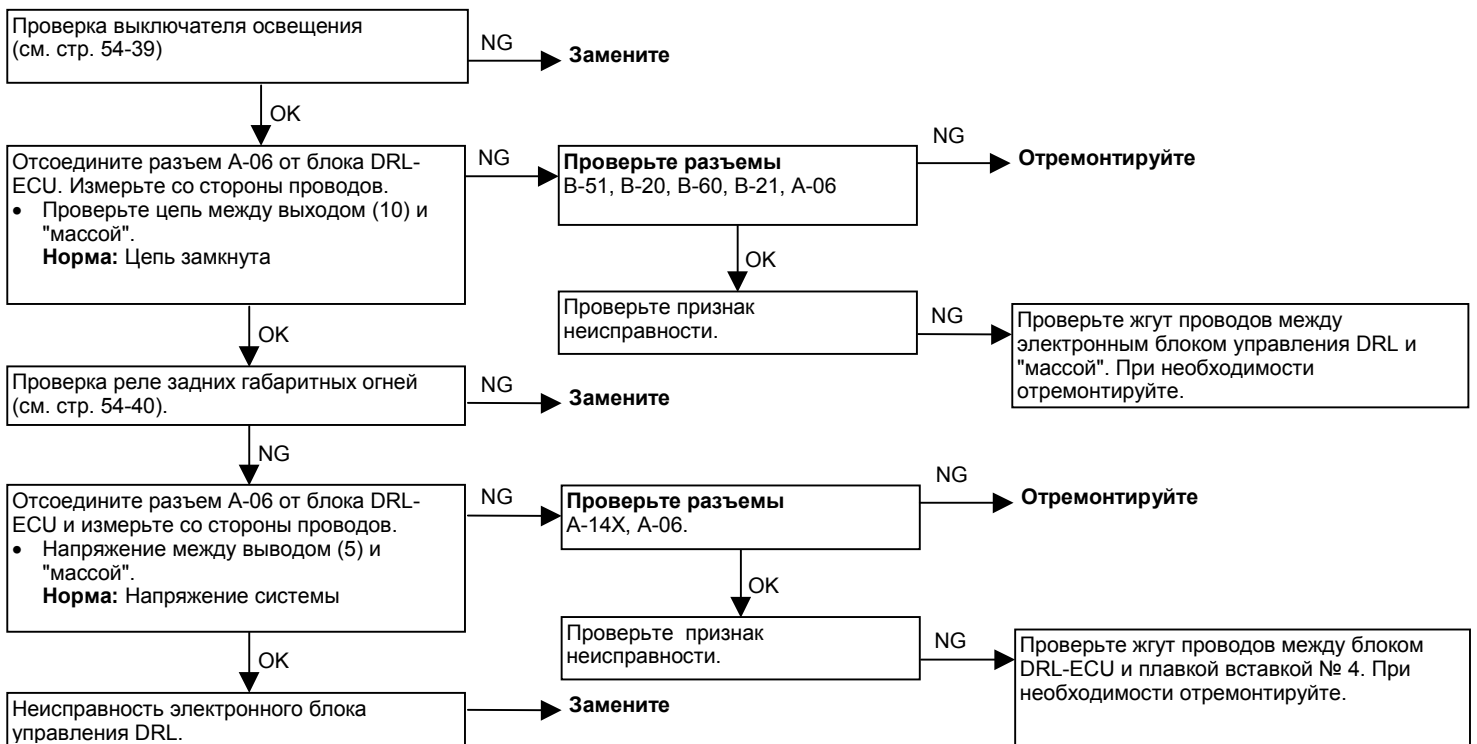 Проверка выключателя освещения
(см. стр. 54-39)
NG
Замените
OK
Отсоедините разъем А-06 от блока DRL-
ECU. Измерьте со стороны проводов.
• Проверьте цепь между выходом (10) и
"массой".
Норма: Цепь замкнута
NG
Проверьте разъемы
В-51, В-20, В-60, В-21, А-06
NG
Отремонтируйте
OK
Проверьте признак
неисправности.
NG
Проверьте жгут проводов между
электронным блоком управления DRL и
"массой". При необходимости
отремонтируйте.
OK
Проверка реле задних габаритных огней
(см. стр. 54-40).
NG
Замените
NG
Отсоедините разъем А-06 от блока DRL-
ECU и измерьте со стороны проводов.
• Напряжение между выводом (5) и
"массой".
Норма: Напряжение системы
NG
Проверьте разъемы
А-14Х, А-06.
NG
Отремонтируйте
OK
Проверьте признак
неисправности.
NG
Проверьте жгут проводов между блоком
DRL-ECU и плавкой вставкой № 4. При
необходимости отремонтируйте.
OK
Неисправность электронного блока
управления DRL.
Замените